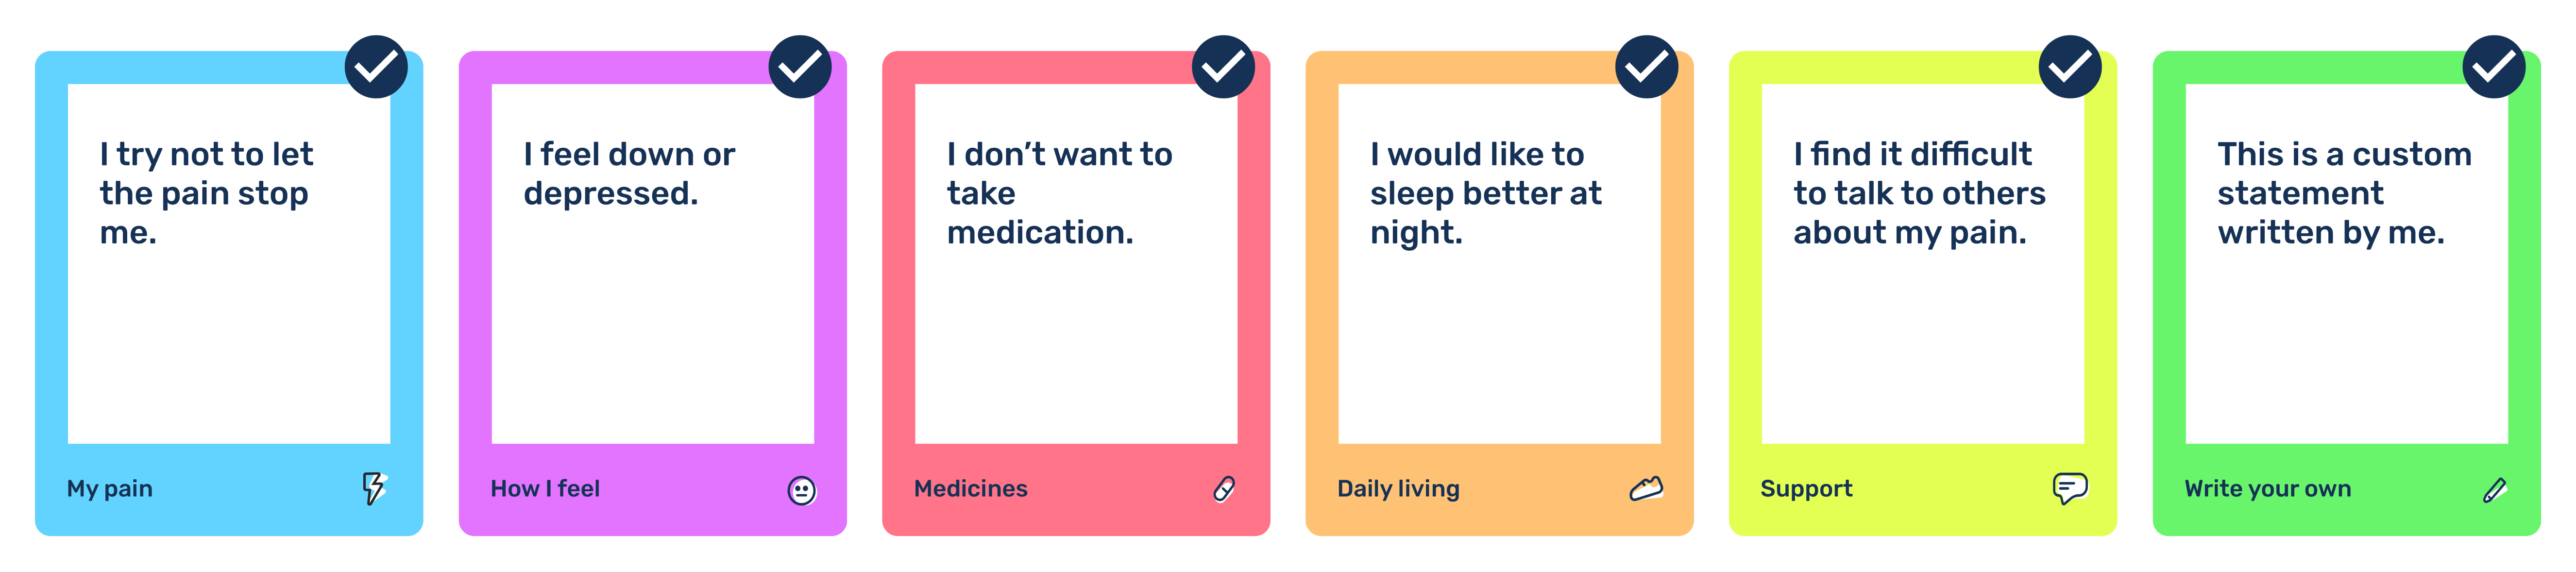 I try not to let
the pain stop
me.
My pain
I feel down or
depressed.
How I feel
I don’t want to
take
medication.
Medicines
I would like to
sleep better at
night.
Daily living
I find it difficult
to talk to others
about my pain.
Support
This is a custom
statement
written by me.
Write your own